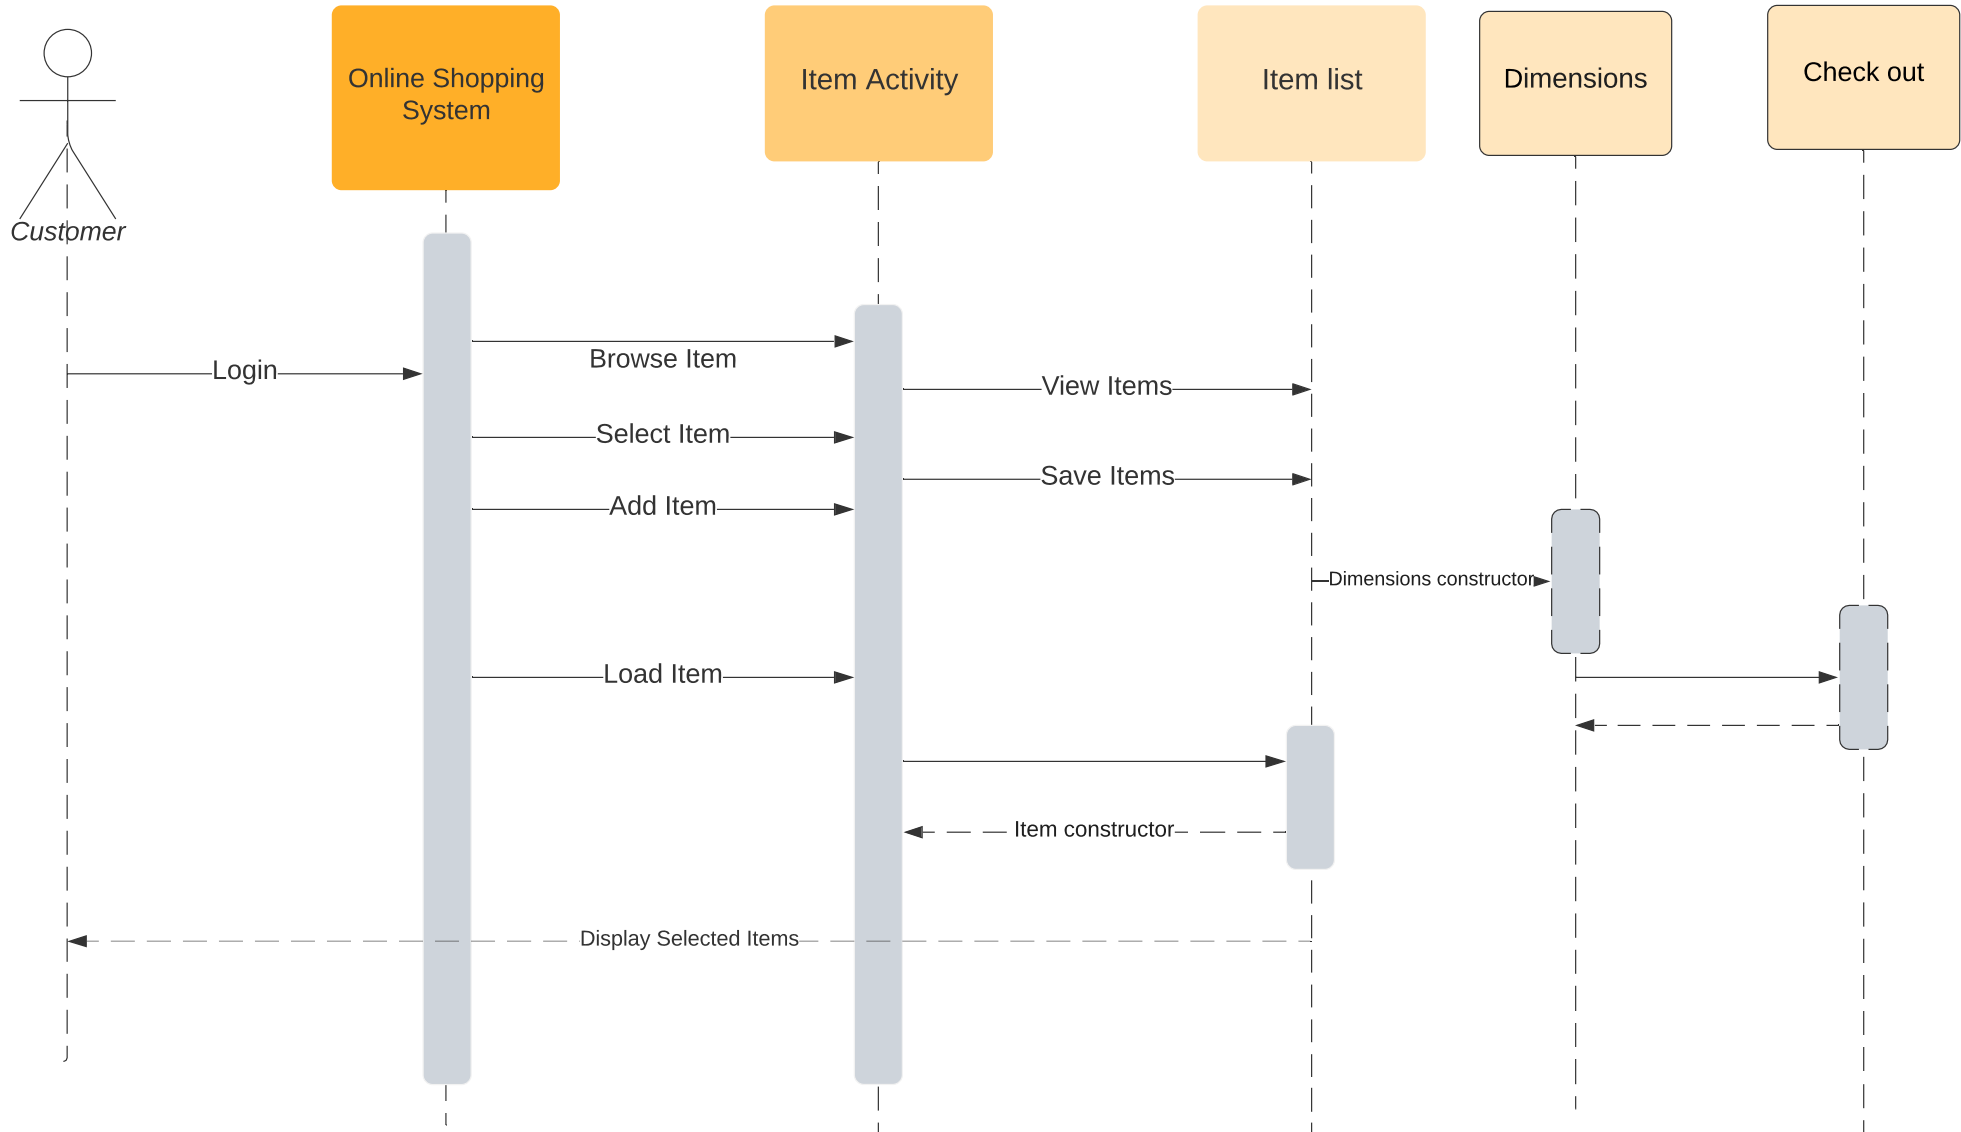 Online Shopping
System
Item Activity
Item list
Dimensions
Check out
Customer
Browse Item
Login
View Items
Select Item
Save Items
Add Item
Dimensions constructor
Load Item
Item constructor
Display Selected Items